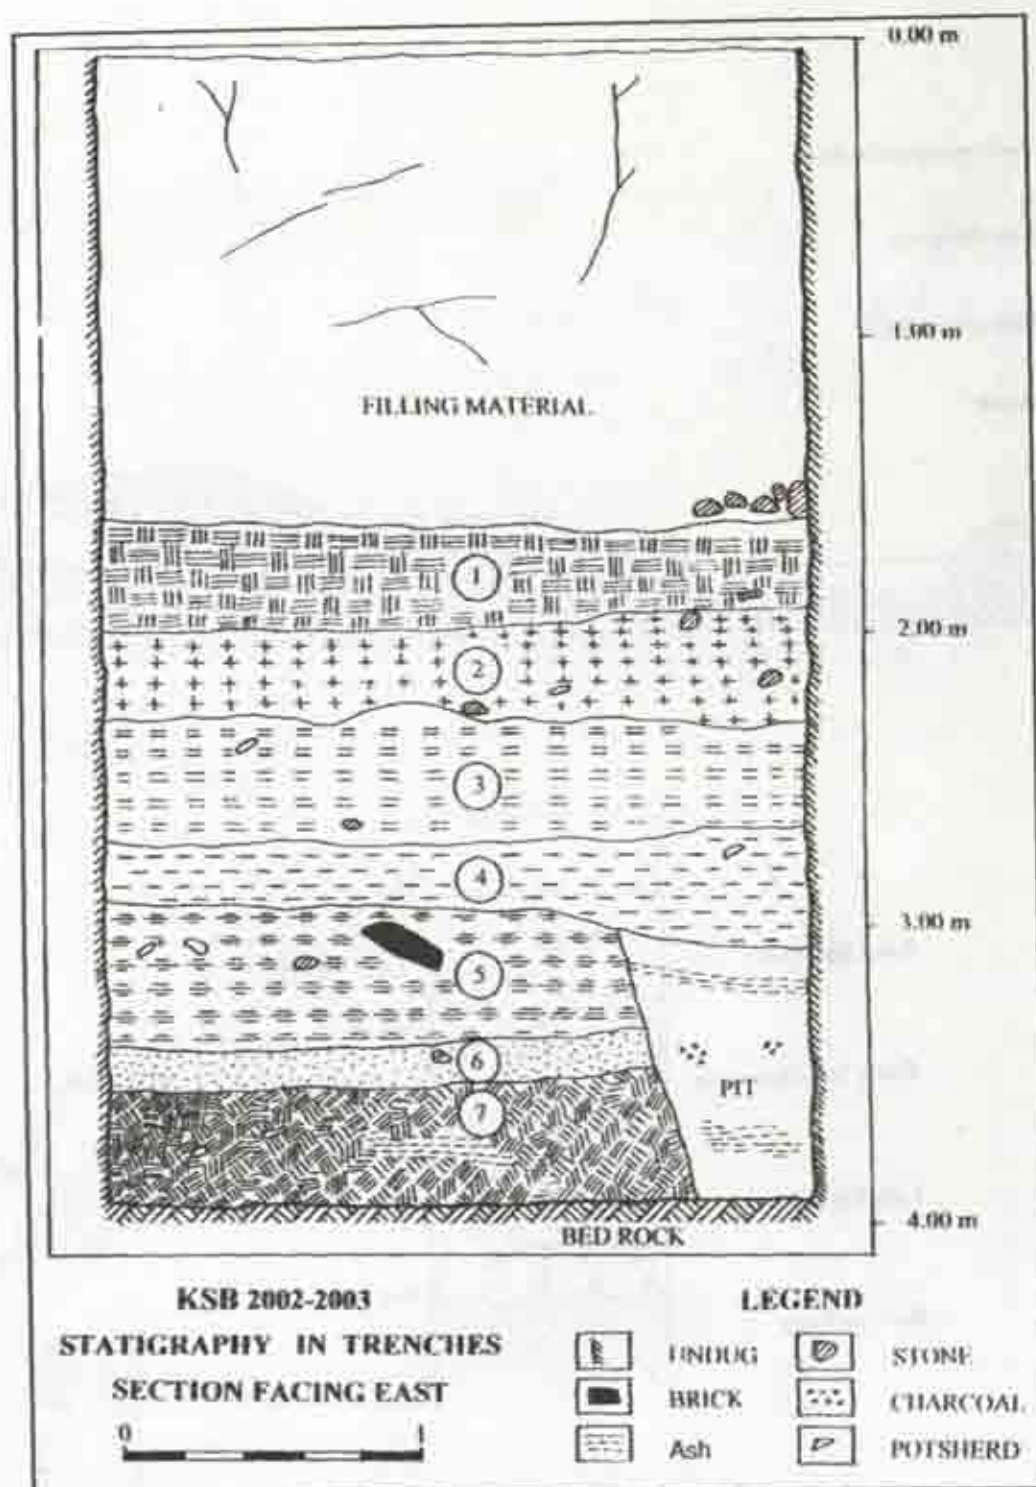 0.00 m
1.00 m
FILLING MATERIAL
1
2.00 m
2
3
4
3.00 m
5
6
PIT
7
4.00 m
BED ROCK
KSB 2002-2003
STATIGRAPHY IN TRENCHES
SECTION FACING EAST
0 1
LEGEND
UNDUG
STONE
BRICK
CHARCOAL
Ash
POTSHERD